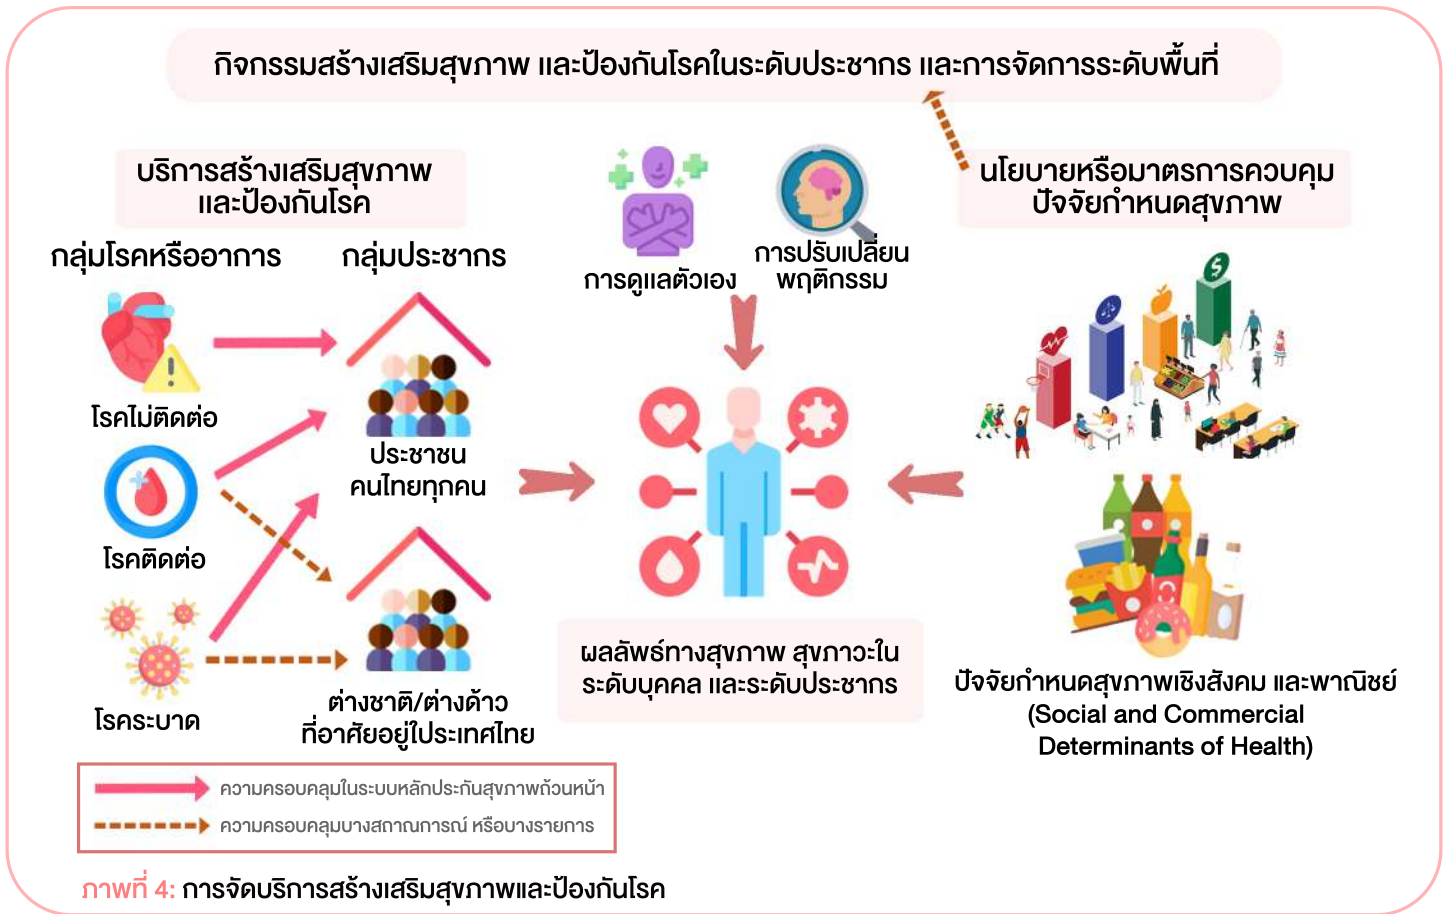 กิจกรรมสร้างเสริมสุขภาพ และป้องกันโรคในระดับประชากร และการจัดการระดับพื้นที่
บริการสร้างเสริมสุขภาพ
และป้องกันโรค
กลุ่มโรคหรืออาการ
กลุ่มประชากร
โรคไม่ติดต่อ
โรคติดต่อ
โรคระบาด
ประชาชน
คนไทยทุกคน
ต่างชาติ/ต่างด้าว
ที่อาศัยอยู่ใประเทศไทย
การดูแลตัวเอง
การปรับเปลี่ยน
พฤติกรรม
ผลลัพธ์ทางสุขภาพ สุขภาวะใน
ระดับบุคคล และระดับประชากร
นโยบายหรือมาตรการควบคุม
ปัจจัยกำหนดสุขภาพ
$
ปัจจัยกำหนดสุขภาพเชิงสังคม และพาณิชย์
(Social and Commercial
Determinants of Health)
ความครอบคลุมในระบบหลักประกันสุขภาพถ้วนหน้า
ความครอบคลุมบางสถาณการณ์ หรือบางรายการ
ภาพที่ 4: การจัดบริการสร้างเสริมสุขภาพและป้องกันโรค